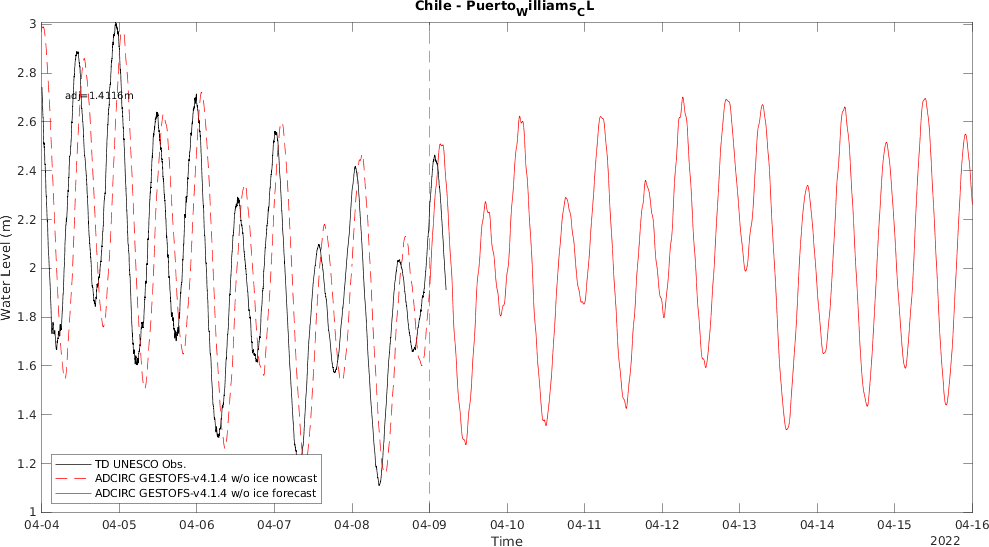 Chile - PuertoWilliamsCL
3
2.8
adj=1.4116m
2.6
2.4
2.2
2
1.8
1.6
1.4
1.2
1
Water Level (m)
TD UNESCO Obs.
ADCIRC GESTOFS-v4.1.4 w/o ice nowcast
ADCIRC GESTOFS-v4.1.4 w/o ice forecast
04-04 04-05 04-06 04-07 04-08 04-09 04-10 04-11 04-12 04-13 04-14 04-15 04-16
Time
2022